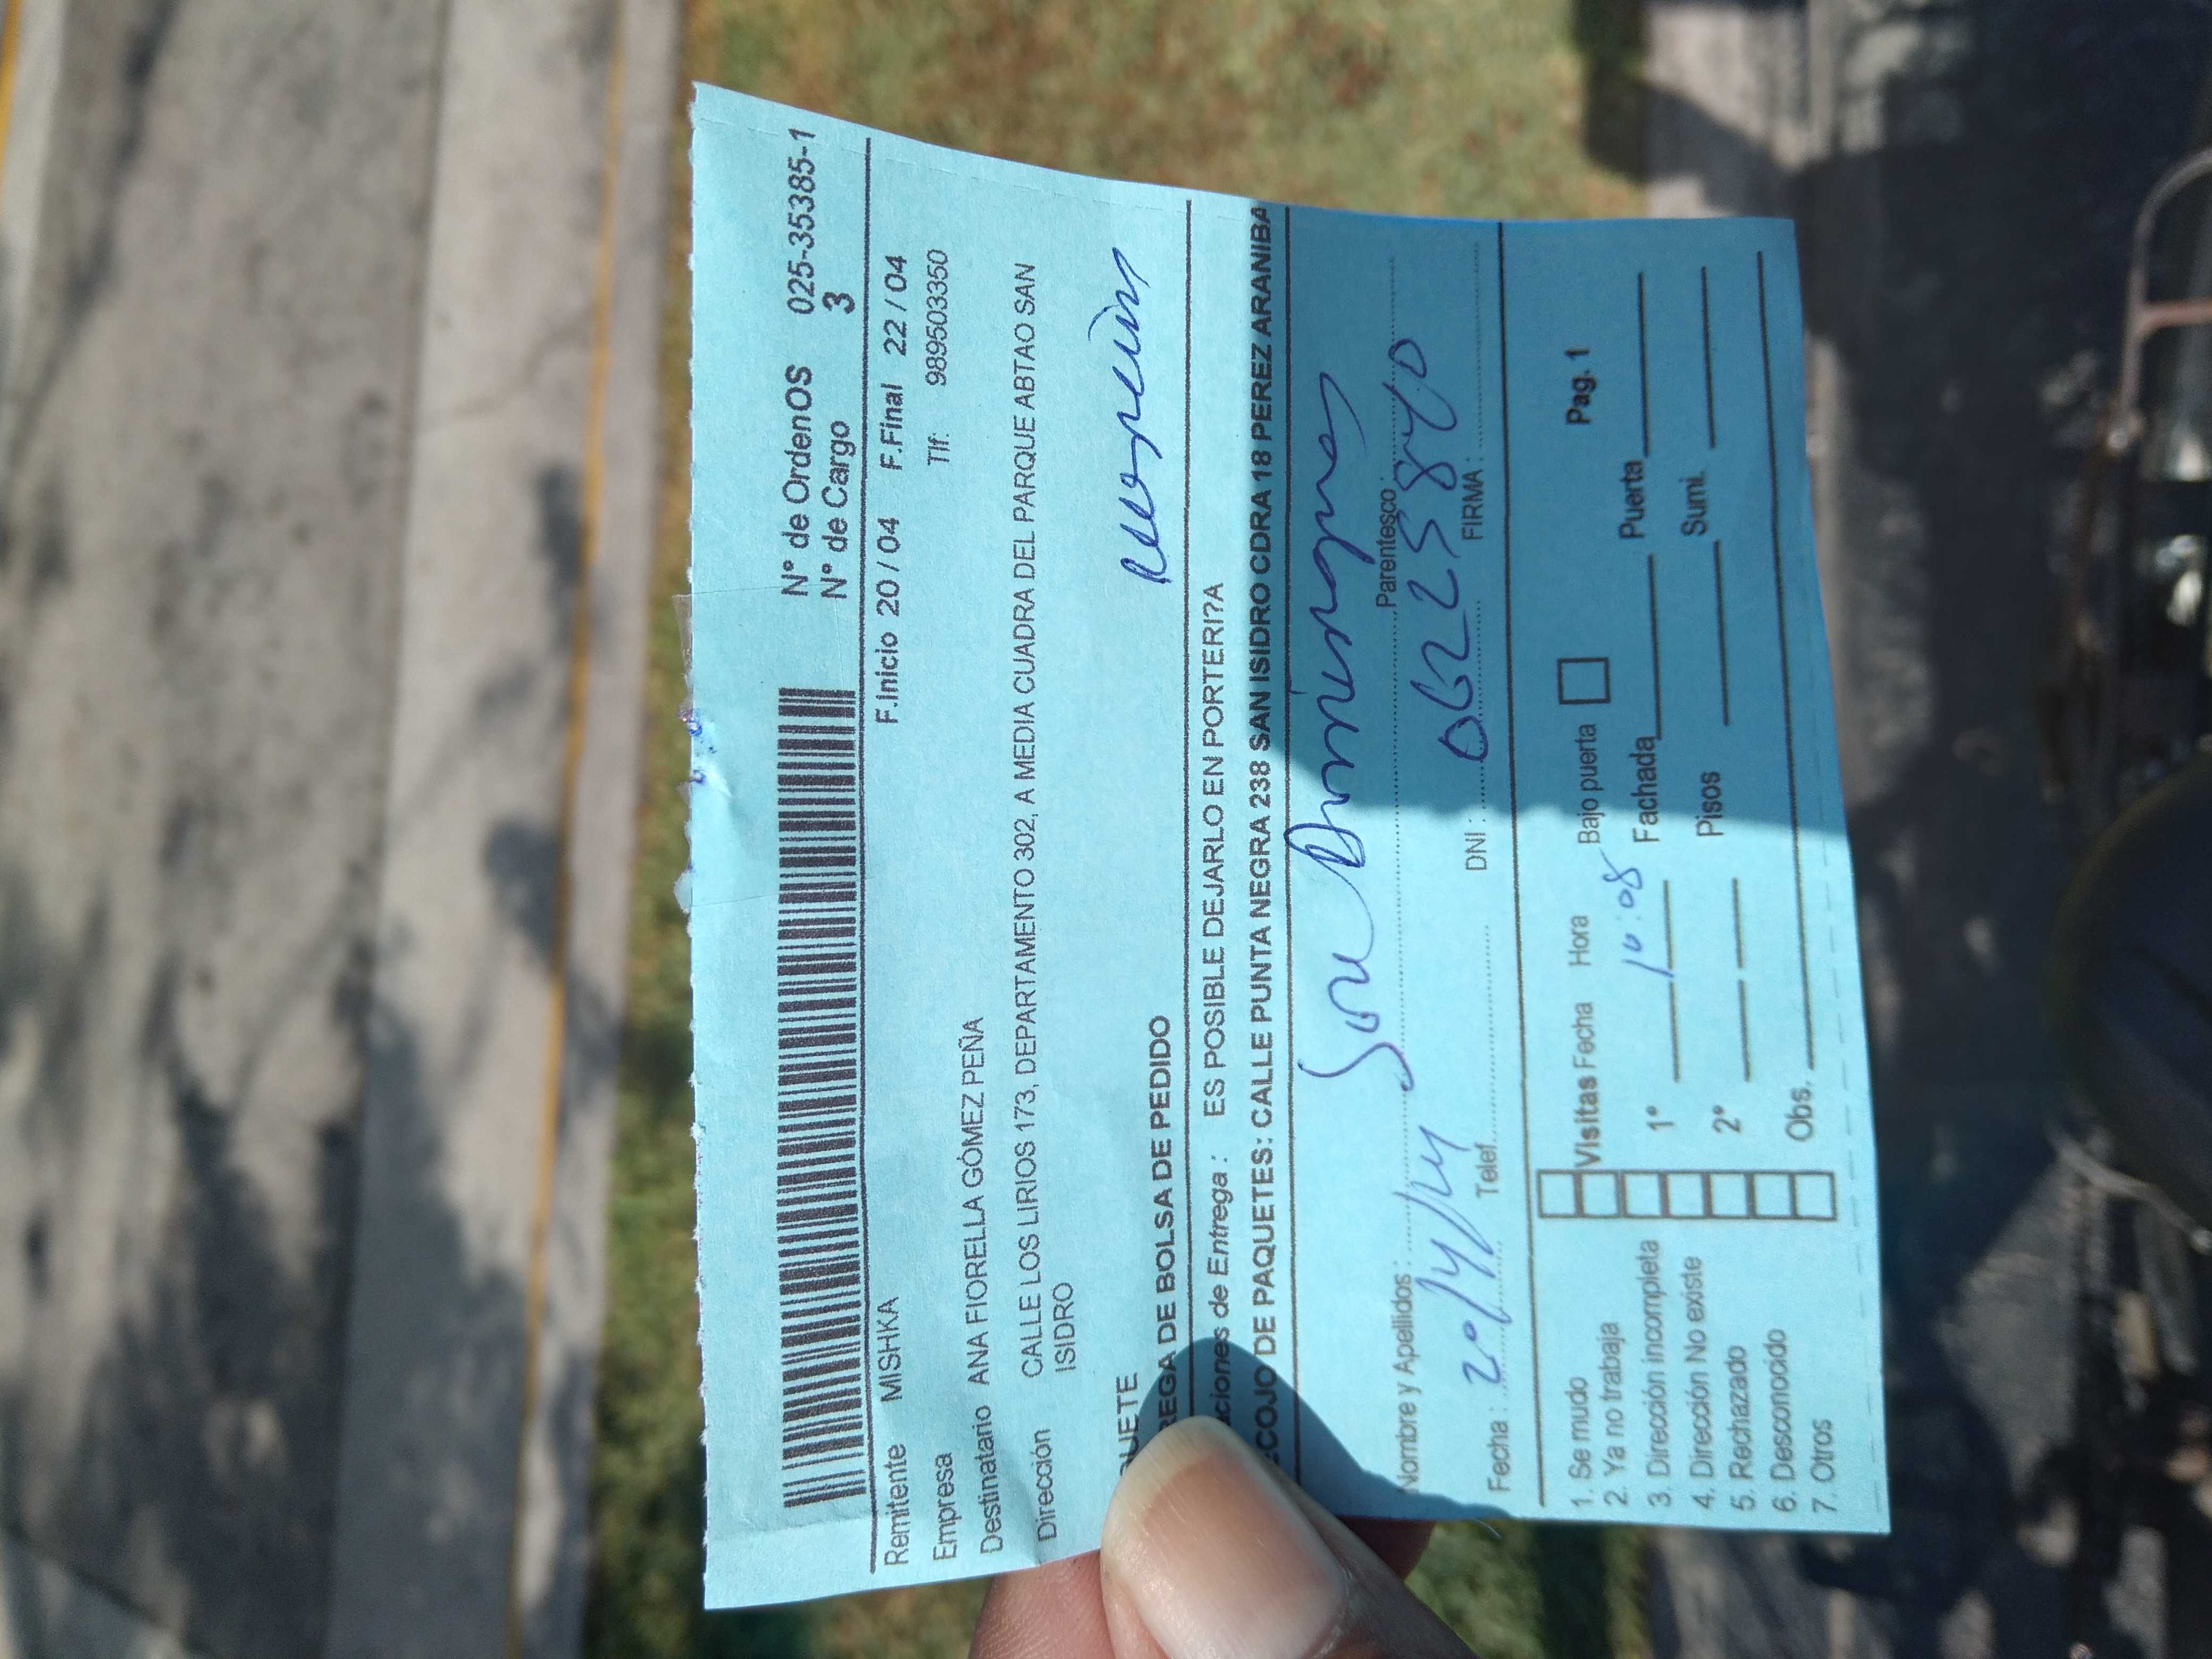 N° de OrdenOS 025-35385-1
N° de Cargo 3
F.Inicio 20 / 04 F.Final 22 / 04
Remitente MISHKA
Tlf: 989503350
Empresa
Destinatario ANA FIORELLA GÓMEZ PEÑA
Dirección CALLE LOS LIRIOS 173, DEPARTAMENTO 302, A MEDIA CUADRA DEL PARQUE ABTAO SAN
ISIDRO
QUETE
REGA DE BOLSA DE PEDIDO
aciones de Entrega : ES POSIBLE DEJARLO EN PORTERI?A
ECOJO DE PAQUETES: CALLE PUNTA NEGRA 238 SAN ISIDRO CDRA 18 PEREZ ARANIBA
Nombre y Apellidos : Parentesco
Fecha : Telef. DNI : FIRMA :
1. Se mudo
2. Ya no trabaja
3. Dirección incompleta
4. Dirección No existe
5. Rechazado
6. Desconocido
7. Otros
Visitas Fecha Hora Bajo puerta Pag. 1
1° Fachada Puerta
2° Pisos Sumi.
Obs.